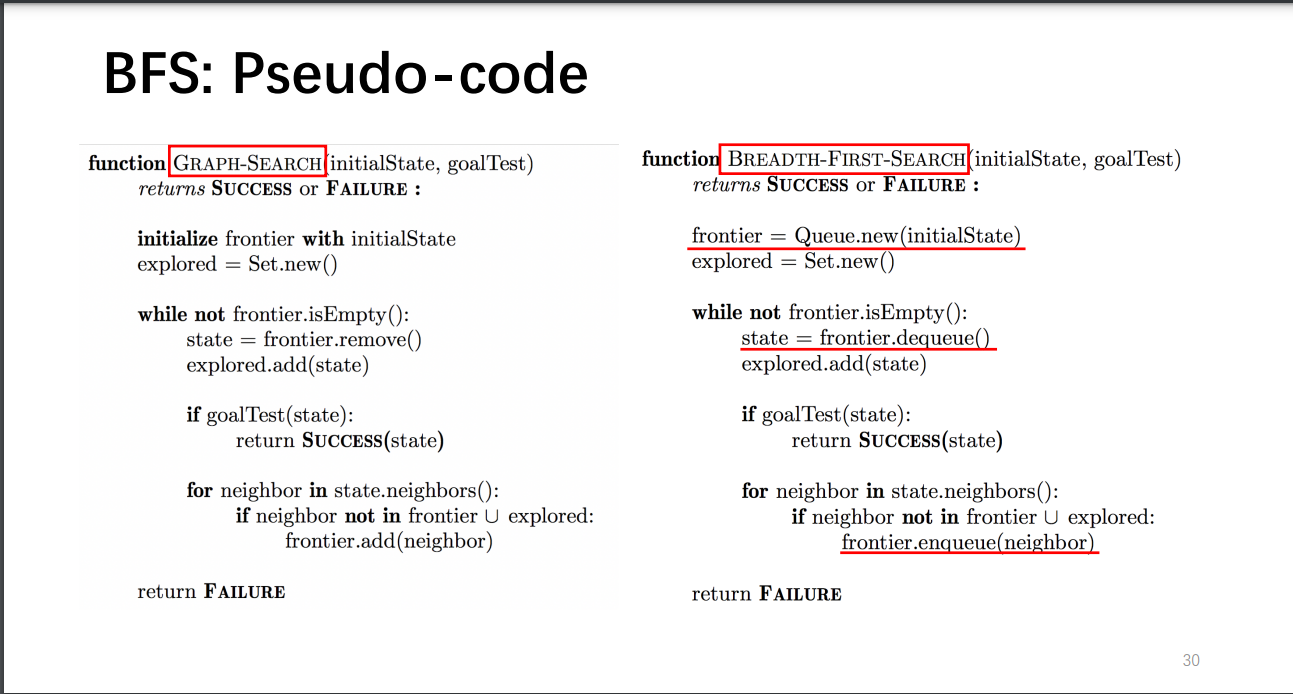 BFS: Pseudo-code
function GRAPH-SEARCH(initialState, goalTest)
returns SUCCESS or FAILURE :
initialize frontier with initialState
explored = Set.new()
while not frontier.isEmpty():
state = frontier.remove()
explored.add(state)
if goalTest(state):
return SUCCESS(state)
for neighbor in state.neighbors():
if neighbor not in frontier ∪ explored:
frontier.add(neighbor)
return FAILURE
function BREADTH-FIRST-SEARCH(initialState, goalTest)
returns SUCCESS or FAILURE :
frontier = Queue.new(initialState)
explored = Set.new()
while not frontier.isEmpty():
state = frontier.dequeue()
explored.add(state)
if goalTest(state):
return SUCCESS(state)
for neighbor in state.neighbors():
if neighbor not in frontier ∪ explored:
frontier.enqueue(neighbor)
return FAILURE
30